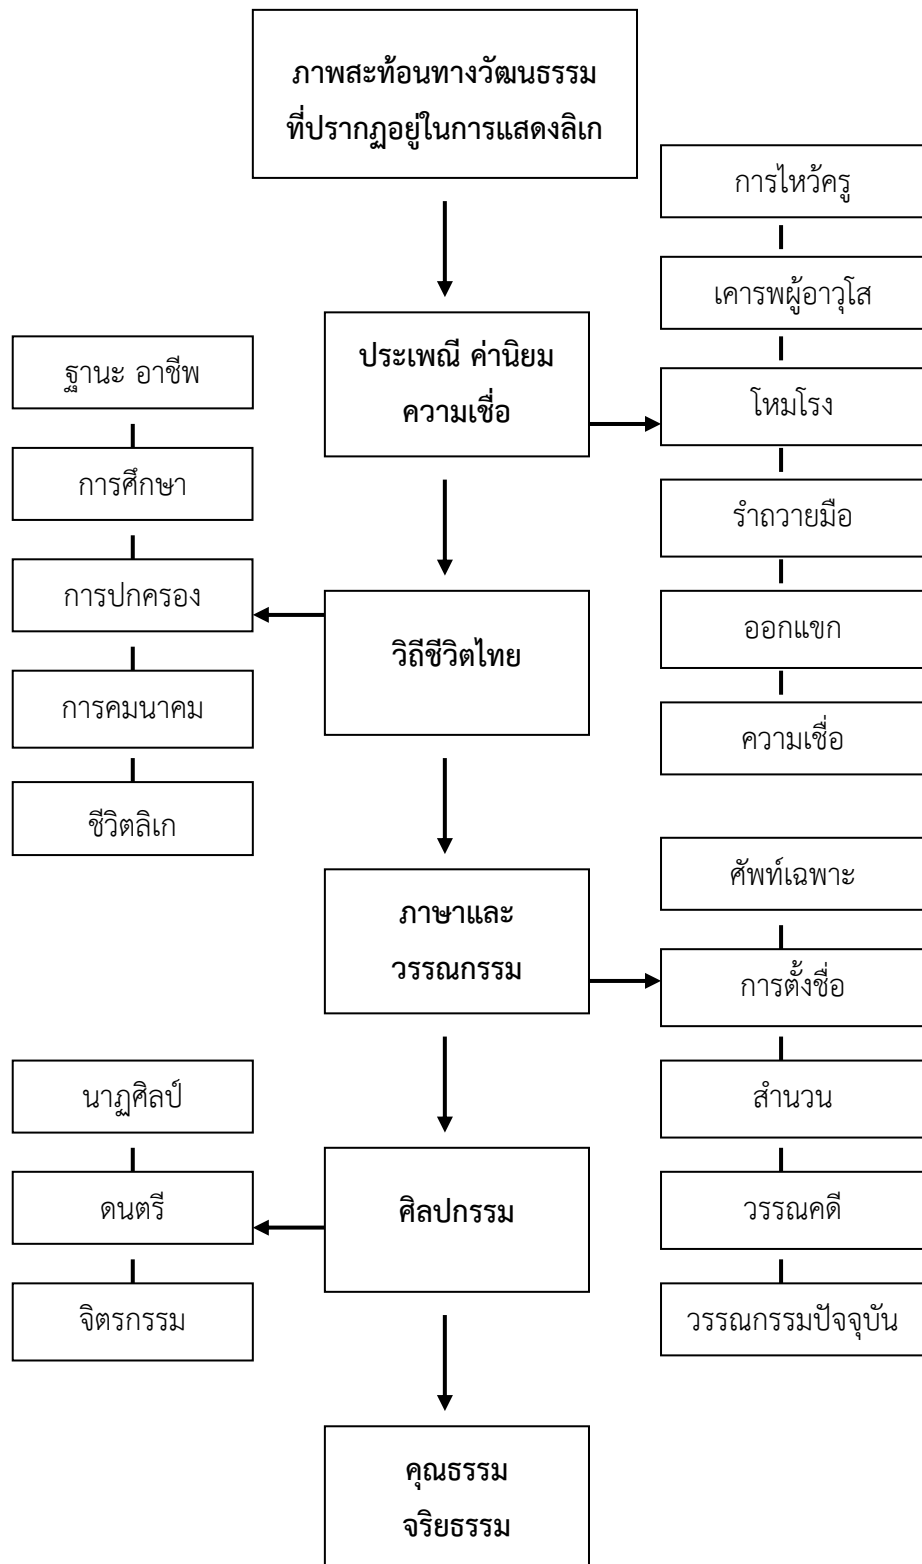 ภาพสะท้อนทางวัฒนธรรม
ที่ปรากฏอยู่ในการแสดงลิเก
ประเพณี ค่านิยม
ความเชื่อ
การไหว้ครู
เคารพผู้อาวุโส
โหมโรง
รำถวายมือ
ออกแขก
ความเชื่อ
วิถีชีวิตไทย
ฐานะ อาชีพ
การศึกษา
การปกครอง
การคมนาคม
ชีวิตลิเก
ภาษาและ
วรรณกรรม
ศัพท์เฉพาะ
การตั้งชื่อ
สำนวน
วรรณคดี
วรรณกรรมปัจจุบัน
ศิลปกรรม
นาฏศิลป์
ดนตรี
จิตรกรรม
คุณธรรม
จริยธรรม